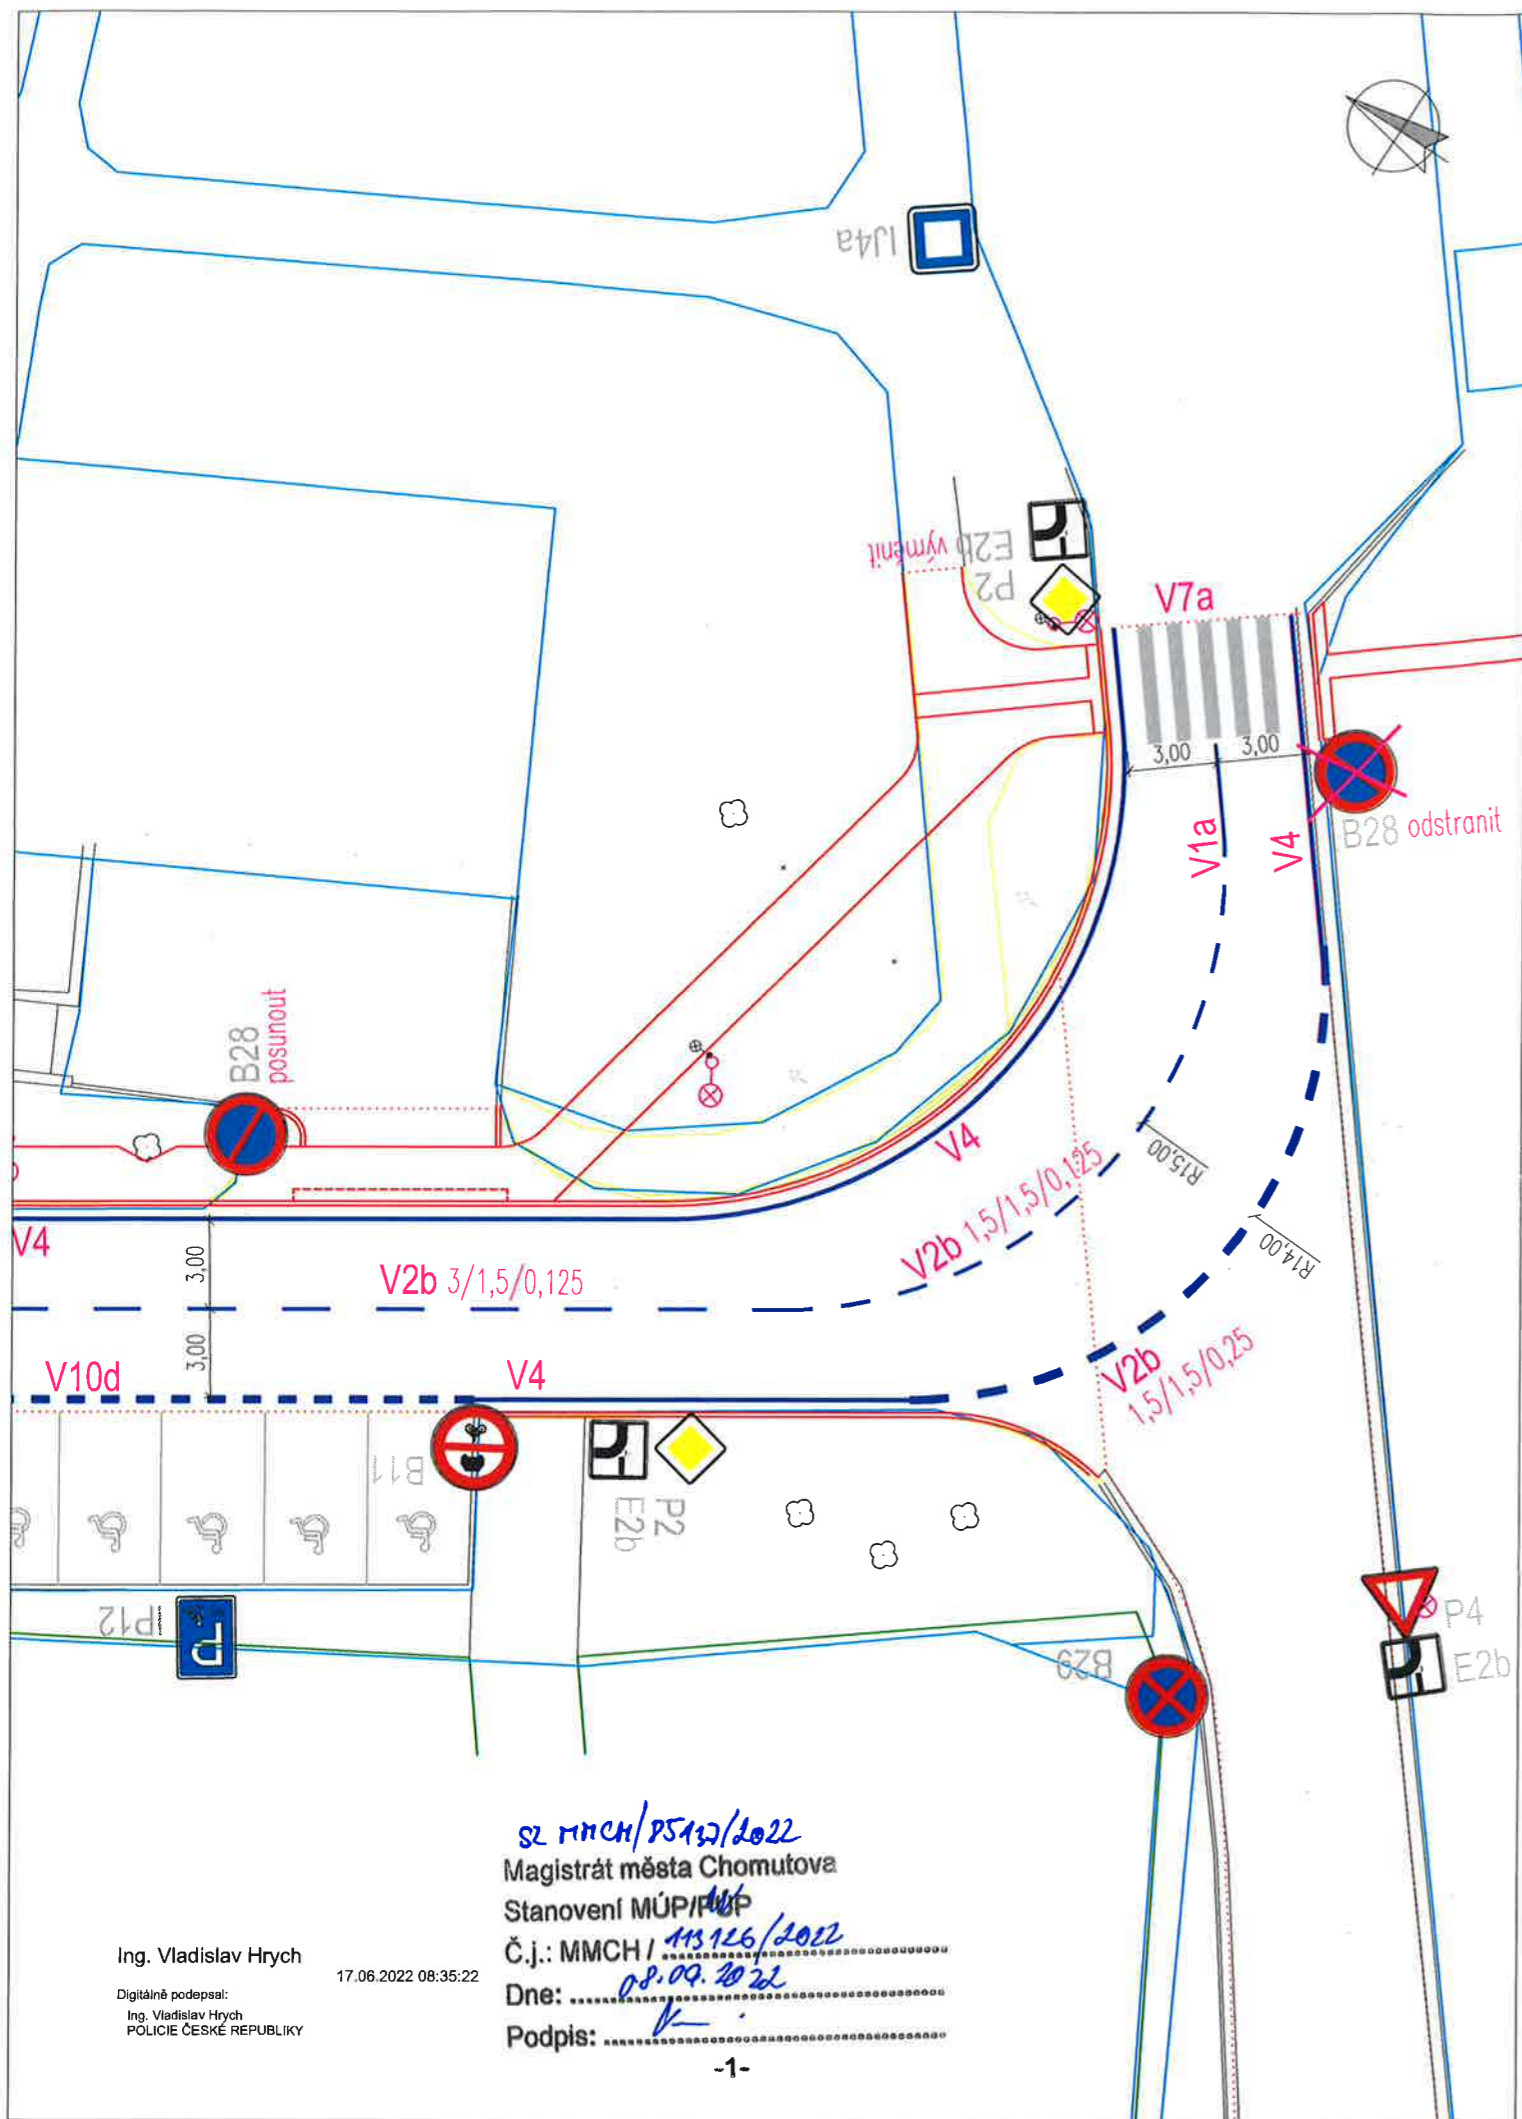 IJ4a
E2b vyměnit
P2
V7a
3,00
3,00
B28 odstranit
V1a
V4
B28
posunout
V4
R15,00
V2b 1,5/1,5/0,125
R14,00
V4
3,00
V2b 3/1,5/0,125
3,00
V10d
V4
V2b
1,5/1,5/0,25
B11
P2
E2b
P12
B29
P4
E2b
SZ MMCH/85137/2022
Magistrát města Chomutova
Stanovení MÚP/PÚP
Č.j.: MMCH / 113126/2022
Dne: 08.09.2022
Podpis:
Ing. Vladislav Hrych
17.06.2022 08:35:22
Digitálně podepsal:
Ing. Vladislav Hrych
POLICIE ČESKÉ REPUBLIKY
-1-